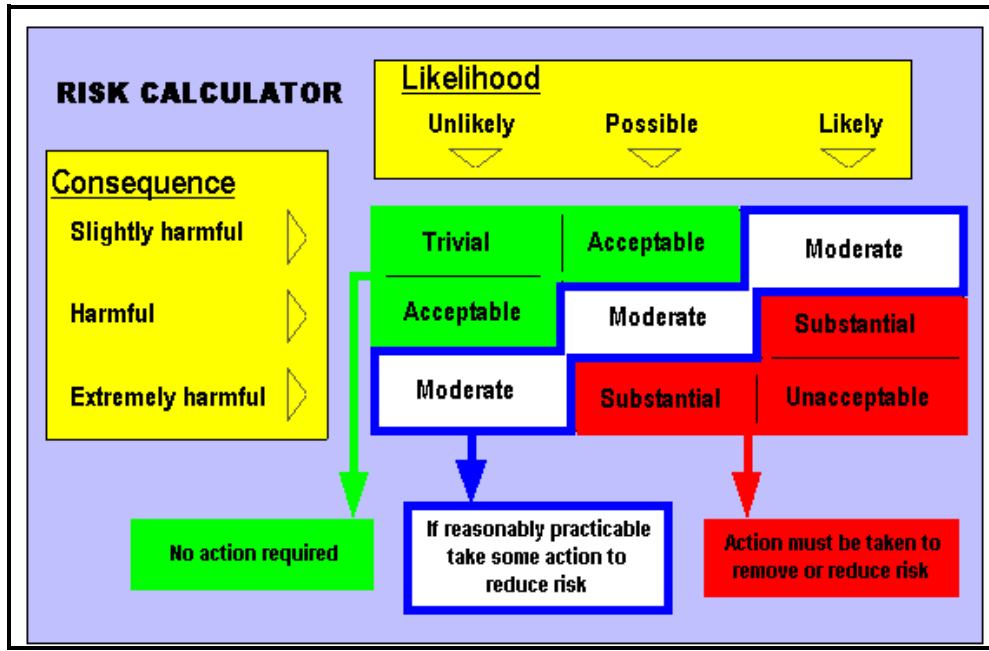 RISK CALCULATOR
Likelihood
Unlikely Possible Likely
Consequence
Slightly harmful
Trivial Acceptable Moderate
Harmful
Acceptable Moderate Substantial
Extremely harmful
Moderate Substantial Unacceptable
No action required
If reasonably practicable
take some action to
reduce risk
Action must be taken to
remove or reduce risk